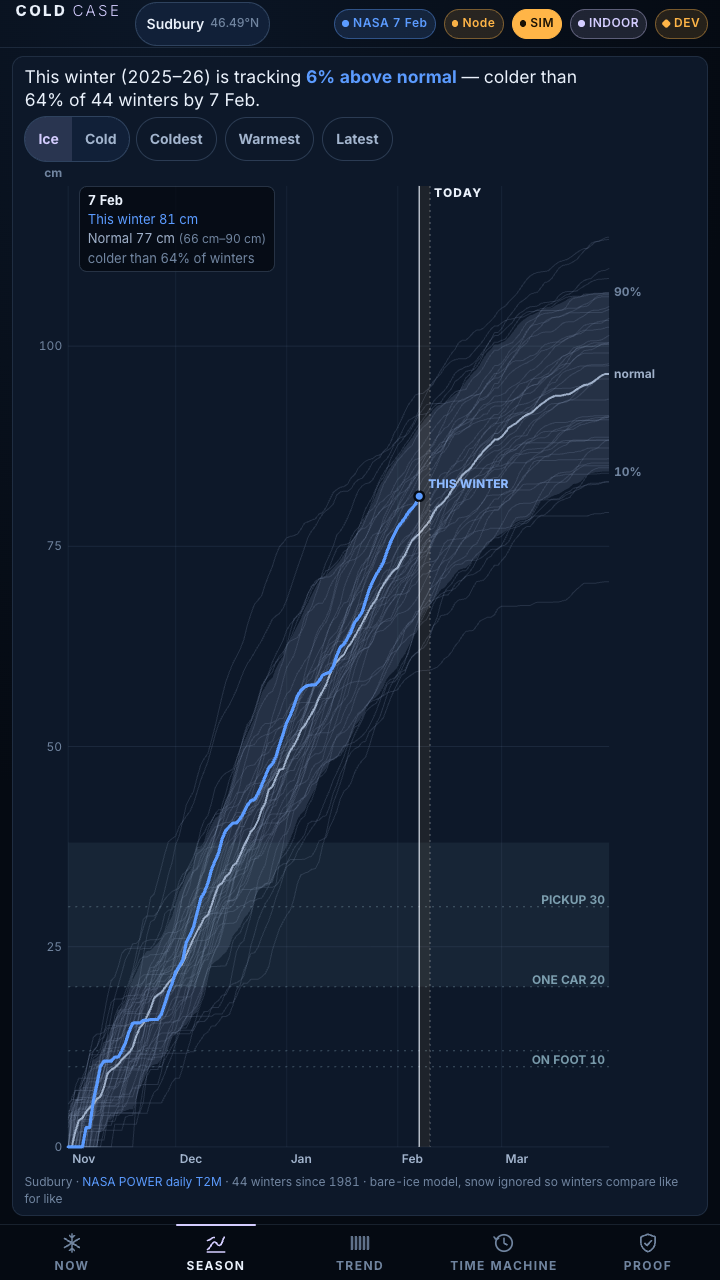 COLD CASE
Sudbury 46.49°N
NASA 7 Feb
Node
SIM
INDOOR
DEV
This winter (2025–26) is tracking 6% above normal — colder than
64% of 44 winters by 7 Feb.
Ice
Cold
Coldest
Warmest
Latest
cm
7 Feb
This winter 81 cm
Normal 77 cm (66 cm–90 cm)
colder than 64% of winters
TODAY
90%
100
normal
10%
THIS WINTER
75
50
PICKUP 30
25
ONE CAR 20
ON FOOT 10
0
Nov
Dec
Jan
Feb
Mar
Sudbury · NASA POWER daily T2M · 44 winters since 1981 · bare-ice model, snow ignored so winters compare like
for like
NOW
SEASON
TREND
TIME MACHINE
PROOF